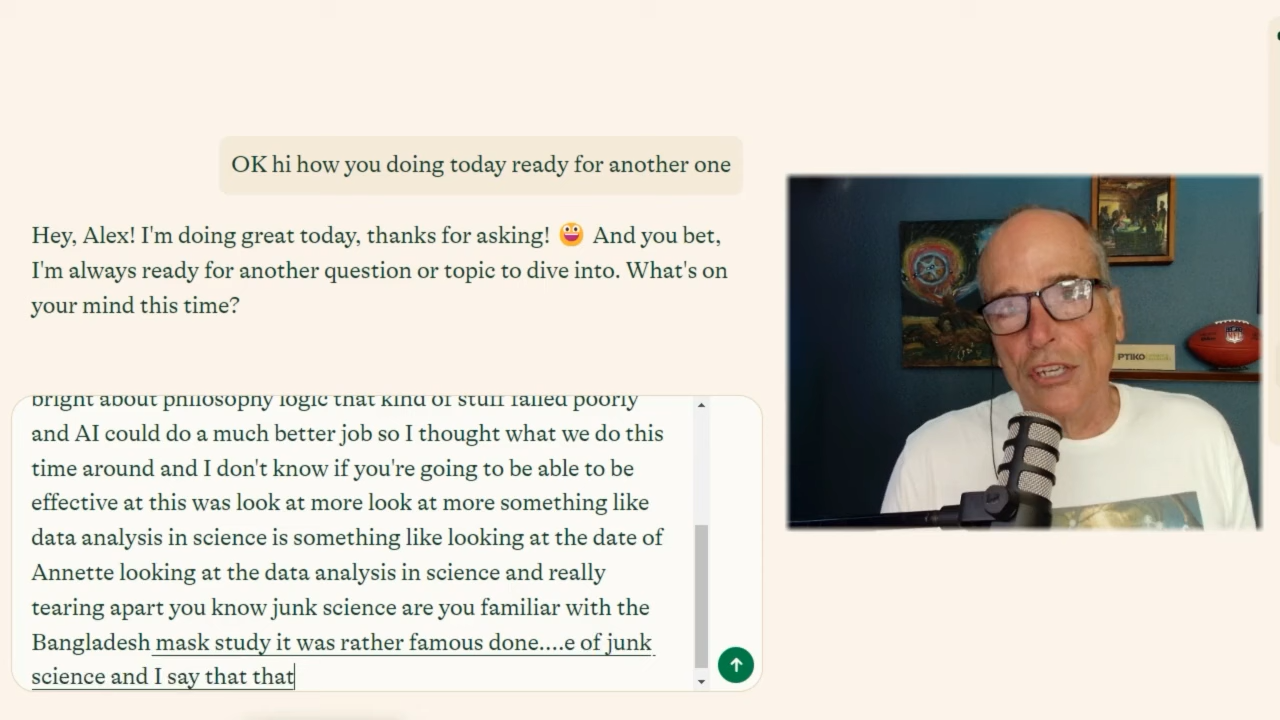 OK hi how you doing today ready for another one
Hey, Alex! I'm doing great today, thanks for asking! 😀 And you bet,
I'm always ready for another question or topic to dive into. What's on
your mind this time?
bright about philosophy logic that kind of stuff failed poorly
and AI could do a much better job so I thought what we do this
time around and I don't know if you're going to be able to be
effective at this was look at more look at more something like
data analysis in science is something like looking at the date of
Annette looking at the data analysis in science and really
tearing apart you know junk science are you familiar with the
Bangladesh mask study it was rather famous done....e of junk
science and I say that that
PTIKO
NFL